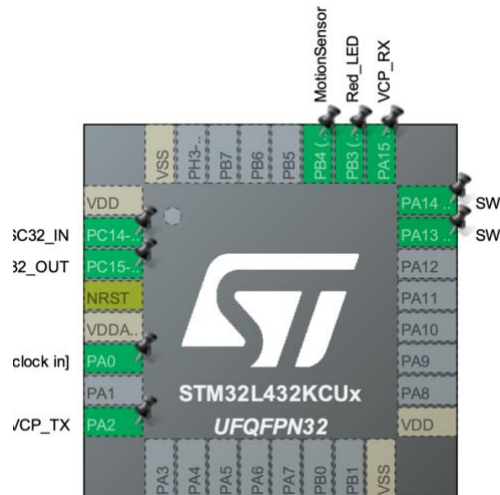 MotionSensor
Red_LED
VCP_RX
VSS
PH3-..
PB7
PB6
PB5
PB4 (..
PB3 (..
PA15
VDD
PC14-..
PC15-..
NRST
VDDA..
PA0
PA1
PA2
SC32_IN
32_OUT
clock in]
VCP_TX
PA14 ..
PA13 ..
PA12
PA11
PA10
PA9
PA8
VDD
SW
SW
ST
STM32L432KCUx
UFQFPN32
PA3
PA4
PA5
PA6
PA7
PB0
PB1
VSS